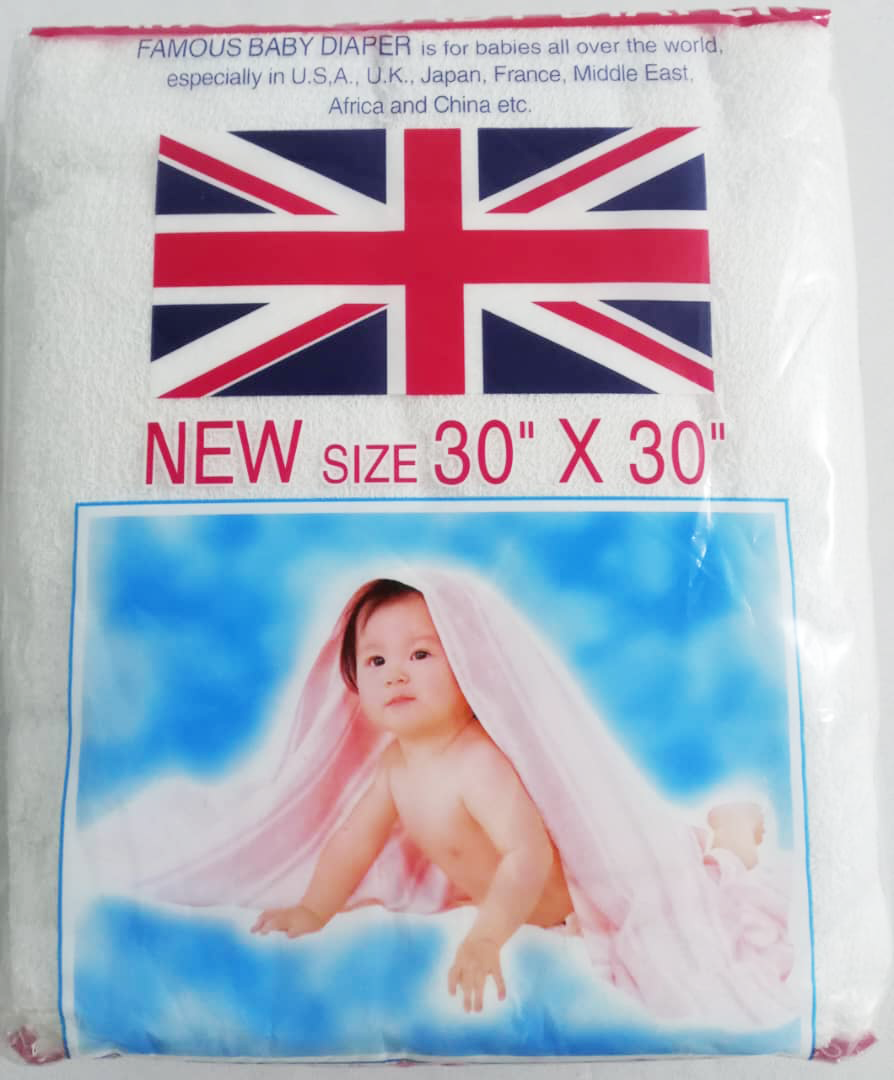 FAMOUS BABY DIAPER is for babies all over the world,
especially in U.S,A., U.K., Japan, France, Middle East,
Africa and China etc.
NEW SIZE 30" X 30"